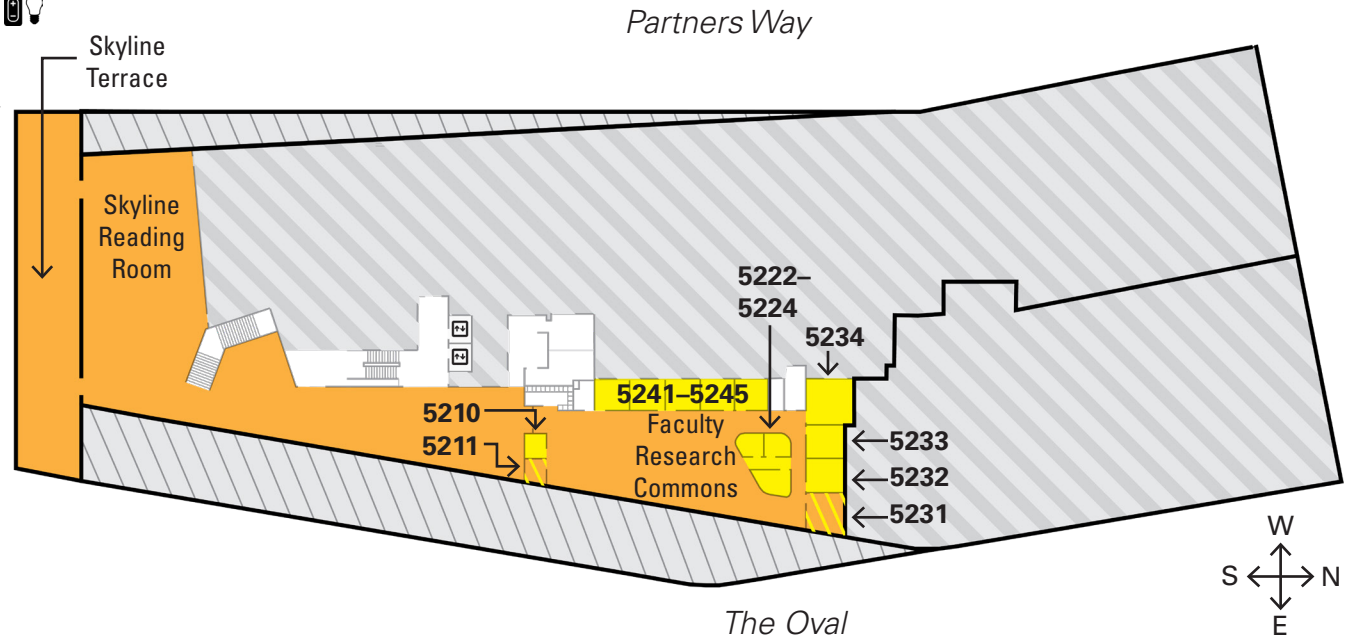 Partners Way
Skyline
Terrace
Skyline
Reading
Room
5222–
5224
5234
5241–5245
5210
5211
Faculty
Research
Commons
5233
5232
5231
W
S
N
E
The Oval